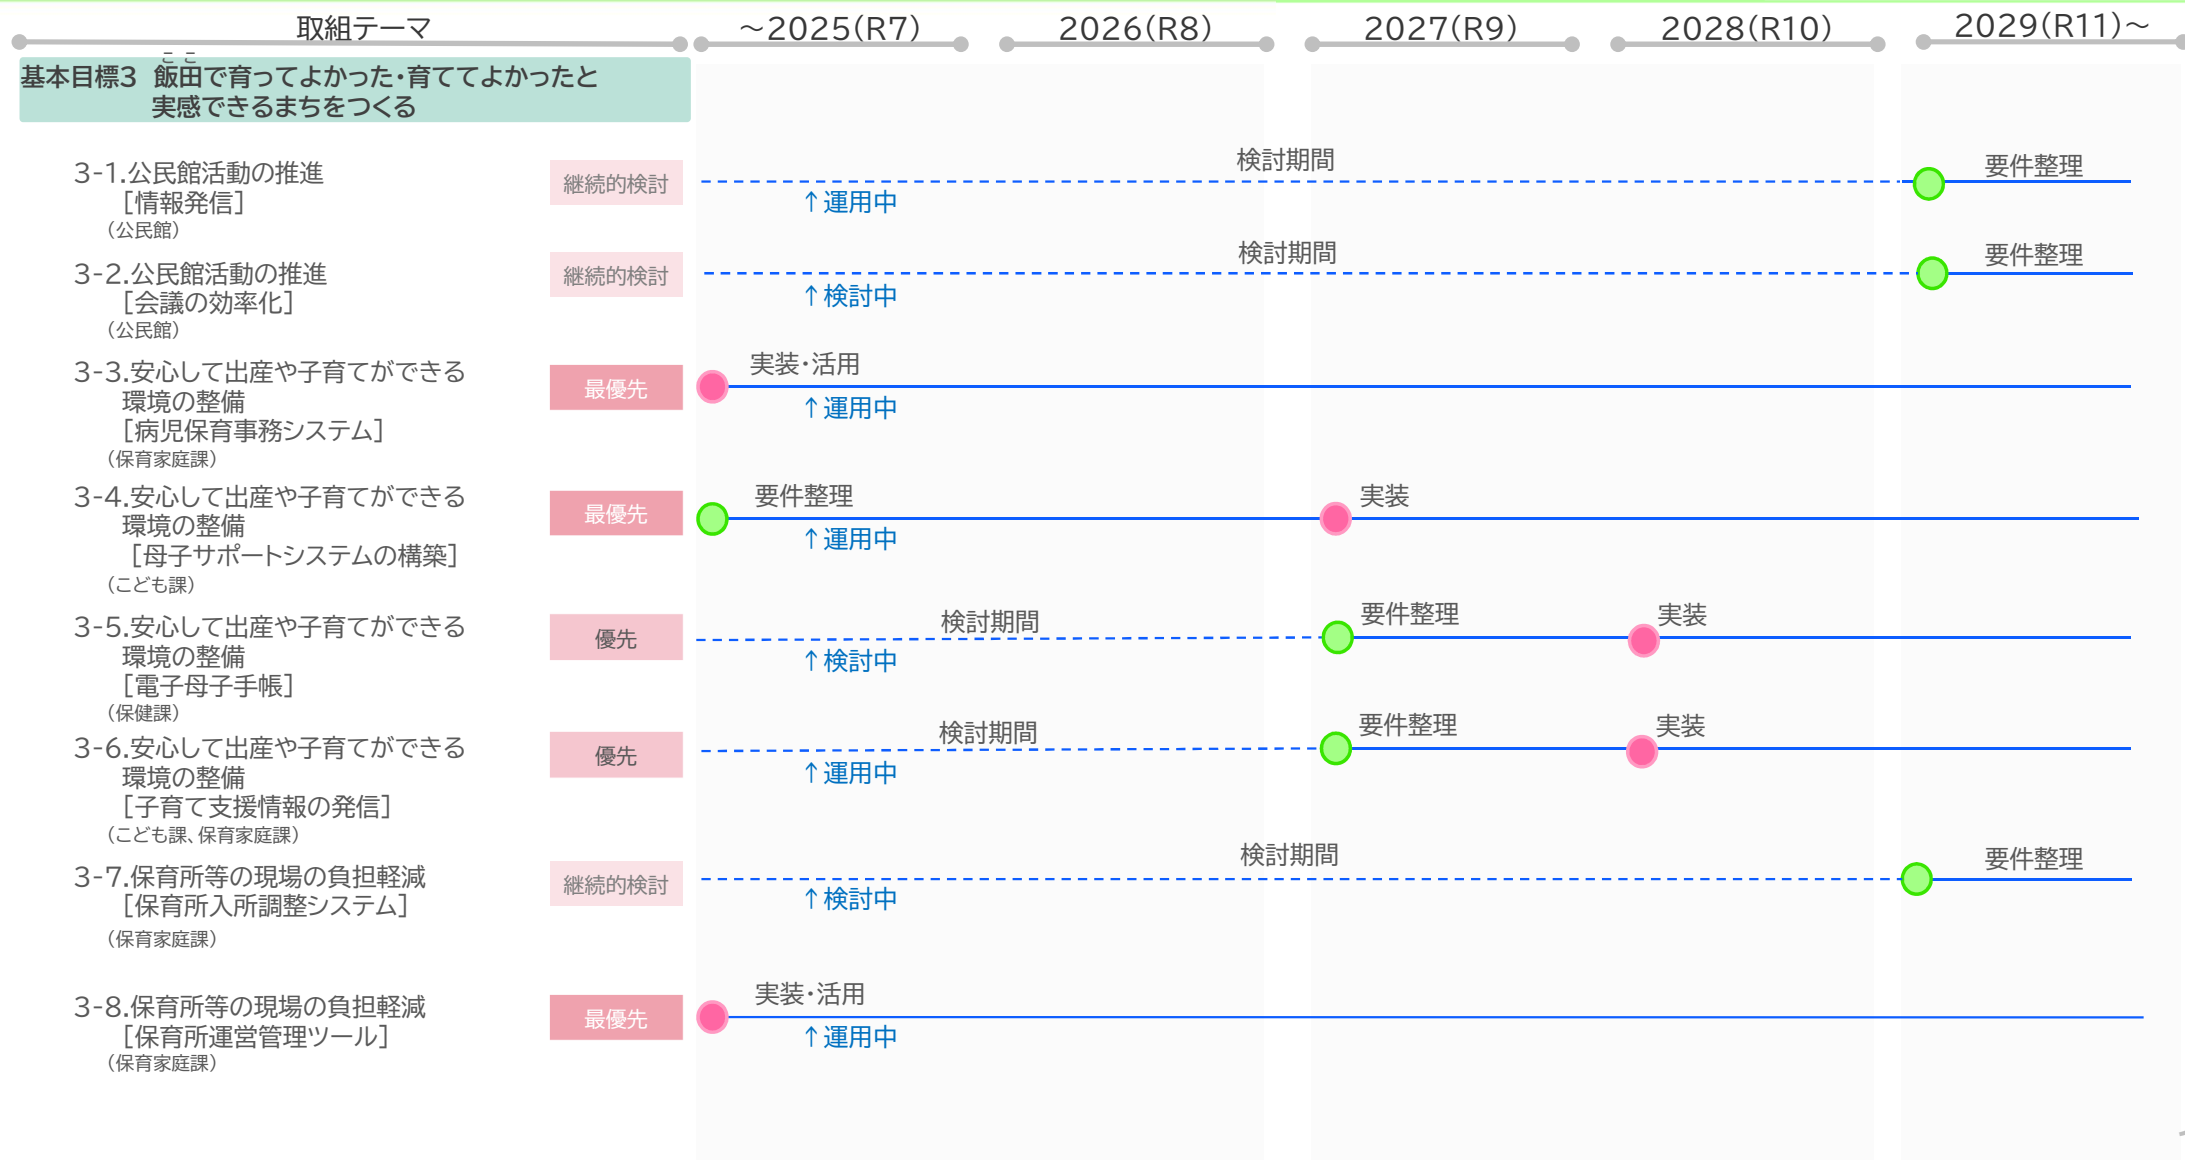 取組テーマ ～2025(R7) 2026(R8) 2027(R9) 2028(R10) 2029(R11)～
ここ
基本目標3 飯田で育ってよかった・育ててよかったと
実感できるまちをつくる
3-1.公民館活動の推進 継続的検討 検討期間 要件整理
[情報発信] ↑運用中
(公民館)
3-2.公民館活動の推進 継続的検討 検討期間 要件整理
[会議の効率化] ↑検討中
(公民館)
3-3.安心して出産や子育てができる 最優先 実装・活用
環境の整備 ↑運用中
[病児保育事務システム]
(保育家庭課)
3-4.安心して出産や子育てができる 最優先 要件整理 実装
環境の整備 ↑運用中
[母子サポートシステムの構築]
(こども課)
3-5.安心して出産や子育てができる 優先 検討期間 要件整理 実装
環境の整備 ↑検討中
[電子母子手帳]
(保健課)
3-6.安心して出産や子育てができる 優先 検討期間 要件整理 実装
環境の整備 ↑運用中
[子育て支援情報の発信]
(こども課、保育家庭課)
3-7.保育所等の現場の負担軽減 継続的検討 検討期間 要件整理
[保育所入所調整システム] ↑検討中
(保育家庭課)
3-8.保育所等の現場の負担軽減 最優先 実装・活用
[保育所運営管理ツール] ↑運用中
(保育家庭課)